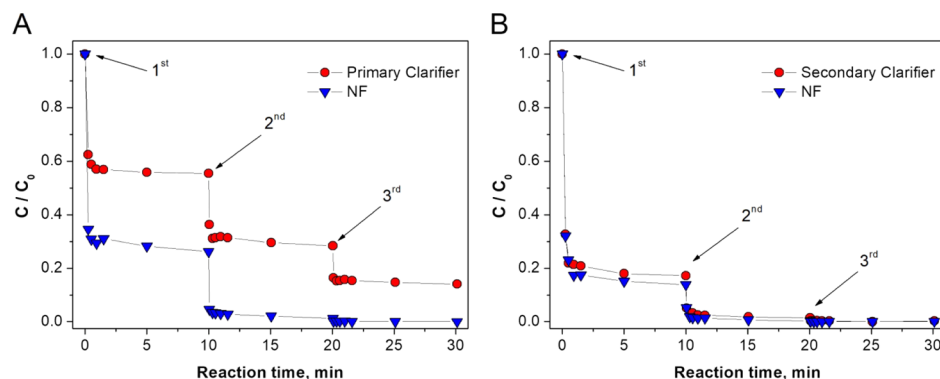 A
C / C₀
1.0
0.8
0.6
0.4
0.2
0.0
0
5
10
15
20
25
30
Reaction time, min
1ˢᵗ
2ⁿᵈ
3ʳᵈ
Primary Clarifier
NF
B
C / C₀
1.0
0.8
0.6
0.4
0.2
0.0
0
5
10
15
20
25
30
Reaction time, min
1ˢᵗ
2ⁿᵈ
3ʳᵈ
Secondary Clarifier
NF